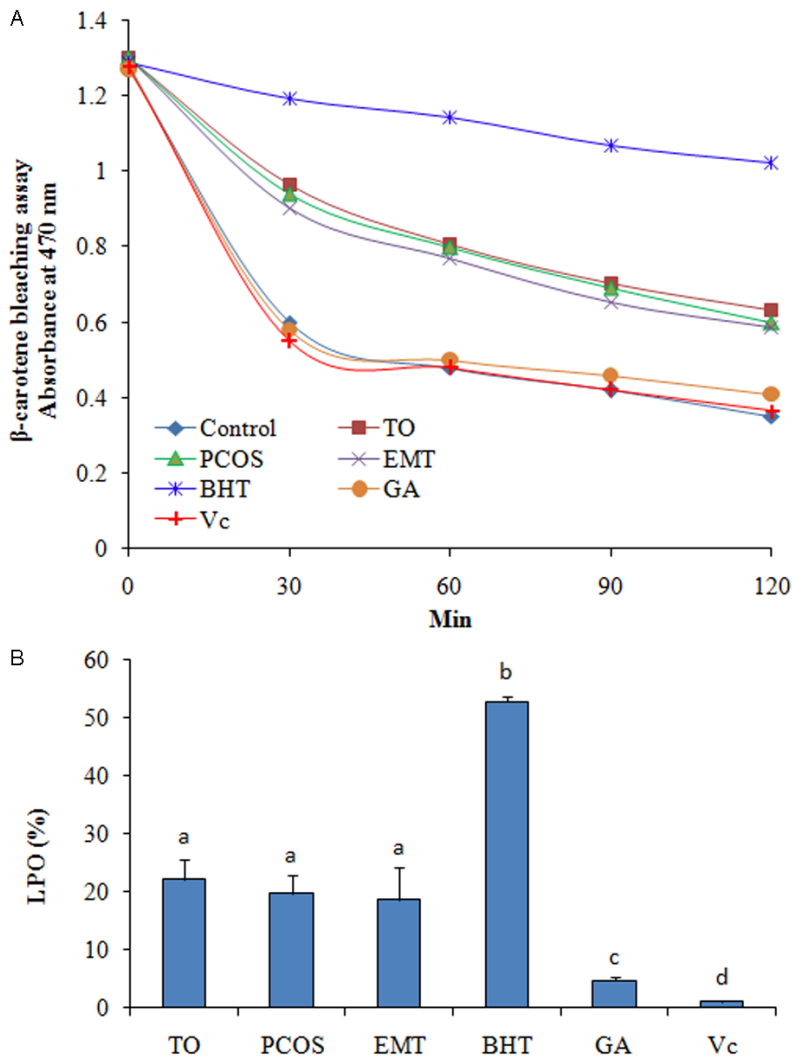 A
1.4
1.2
1
0.8
0.6
0.4
0.2
0
β-carotene bleaching assay
Absorbance at 470 nm
Control
TO
PCOS
EMT
BHT
GA
Vc
0 30 60 90 120
Min
B
60
50
40
30
20
10
0
LPO (%)
a a a b c d
TO PCOS EMT BHT GA Vc